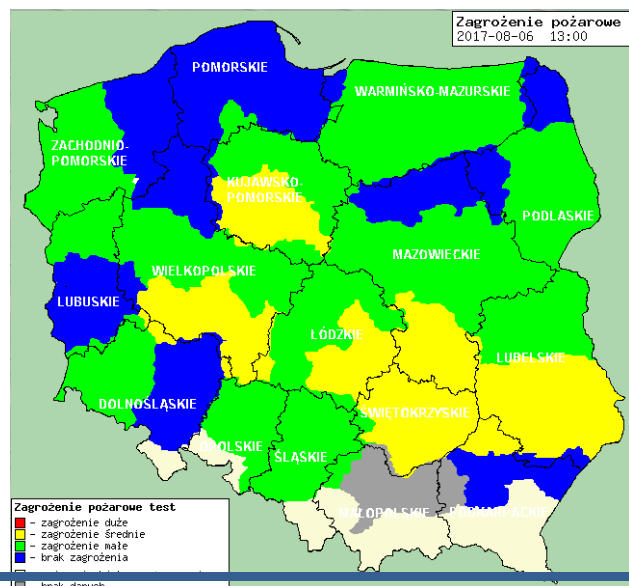 Zagrożenie pożarowe
2017-08-06 13:00
POMORSKIE
WARMIŃSKO-MAZURSKIE
ZACHODNIO-
POMORSKIE
KUJAWSKO-
POMORSKIE
PODLASKIE
MAZOWIECKIE
WIELKOPOLSKIE
LUBUSKIE
ŁÓDZKIE
LUBELSKIE
DOLNOŚLĄSKIE
ŚWIĘTOKRZYSKIE
OPOLSKIE
ŚLĄSKIE
MAŁOPOLSKIE
PODKARPACKIE
Zagrożenie pożarowe test
- zagrożenie duże
- zagrożenie średnie
- zagrożenie małe
- brak zagrożenia
- brak danych